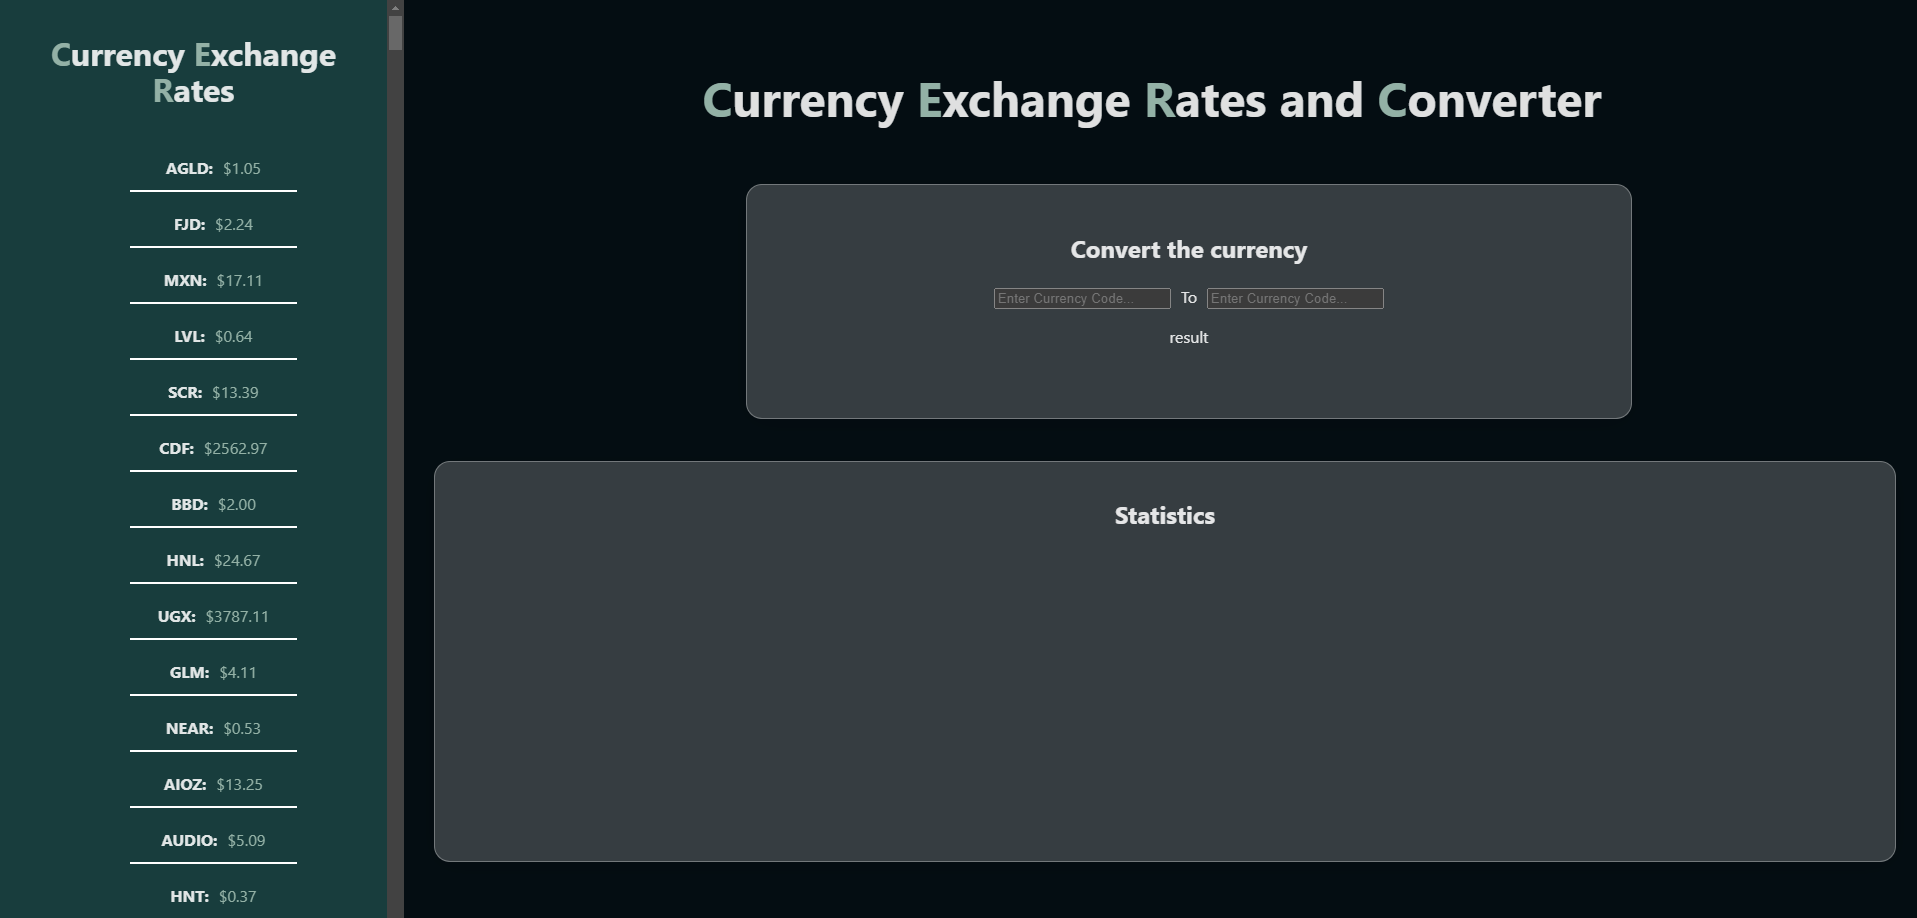 Currency Exchange
Rates
AGLD: $1.05
FJD: $2.24
MXN: $17.11
LVL: $0.64
SCR: $13.39
CDF: $2562.97
BBD: $2.00
HNL: $24.67
UGX: $3787.11
GLM: $4.11
NEAR: $0.53
AIOZ: $13.25
AUDIO: $5.09
HNT: $0.37
Currency Exchange Rates and Converter
Convert the currency
Enter Currency Code... To Enter Currency Code...
result
Statistics